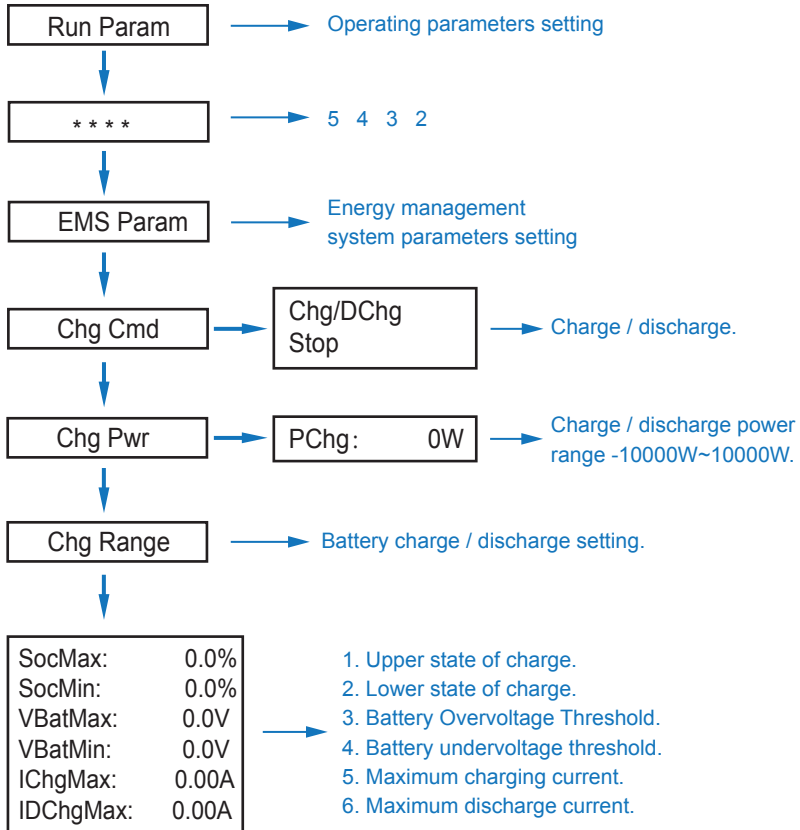 Run Param
Operating parameters setting
* * * *
5 4 3 2
EMS Param
Energy management
system parameters setting
Chg Cmd
Chg/DChg
Stop
Charge / discharge.
Chg Pwr
PChg: 0W
Charge / discharge power
range -10000W~10000W.
Chg Range
Battery charge / discharge setting.
SocMax: 0.0%
SocMin: 0.0%
VBatMax: 0.0V
VBatMin: 0.0V
IChgMax: 0.00A
IDChgMax: 0.00A
1. Upper state of charge.
2. Lower state of charge.
3. Battery Overvoltage Threshold.
4. Battery undervoltage threshold.
5. Maximum charging current.
6. Maximum discharge current.